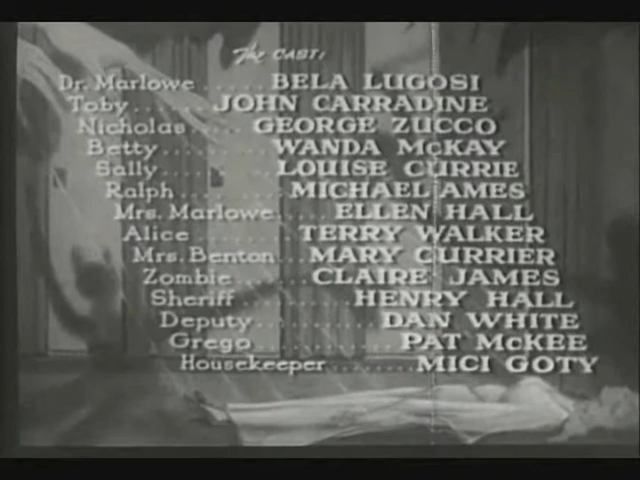 The CAST:
Dr. Marlowe ..... BELA LUGOSI
Toby ....... JOHN CARRADINE
Nicholas ...... GEORGE ZUCCO
Betty ......... WANDA McKAY
Sally ......... LOUISE CURRIE
Ralph ........ MICHAEL AMES
Mrs. Marlowe .... ELLEN HALL
Alice ......... TERRY WALKER
Mrs. Benton .... MARY CURRIER
Zombie ...... CLAIRE JAMES
Sheriff ........ HENRY HALL
Deputy ......... DAN WHITE
Grego .......... PAT McKEE
Housekeeper ........ MICI GOTY